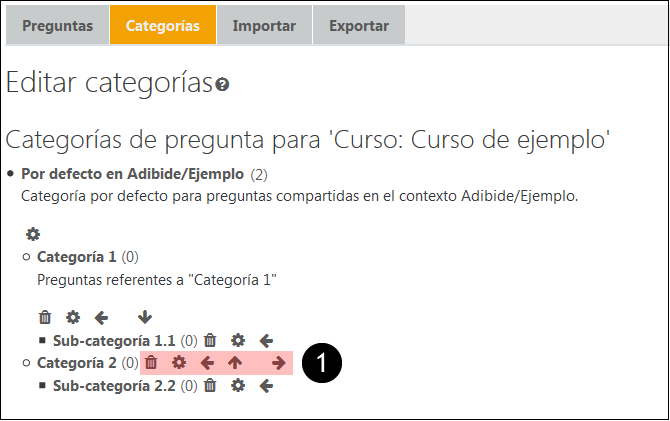 Preguntas Categorías Importar Exportar
Editar categorías
Categorías de pregunta para 'Curso: Curso de ejemplo'
Por defecto en Adibide/Ejemplo (2)
Categoría por defecto para preguntas compartidas en el contexto Adibide/Ejemplo.
Categoría 1 (0)
Preguntas referentes a "Categoría 1"
Sub-categoría 1.1 (0)
Categoría 2 (0) 1
Sub-categoría 2.2 (0)